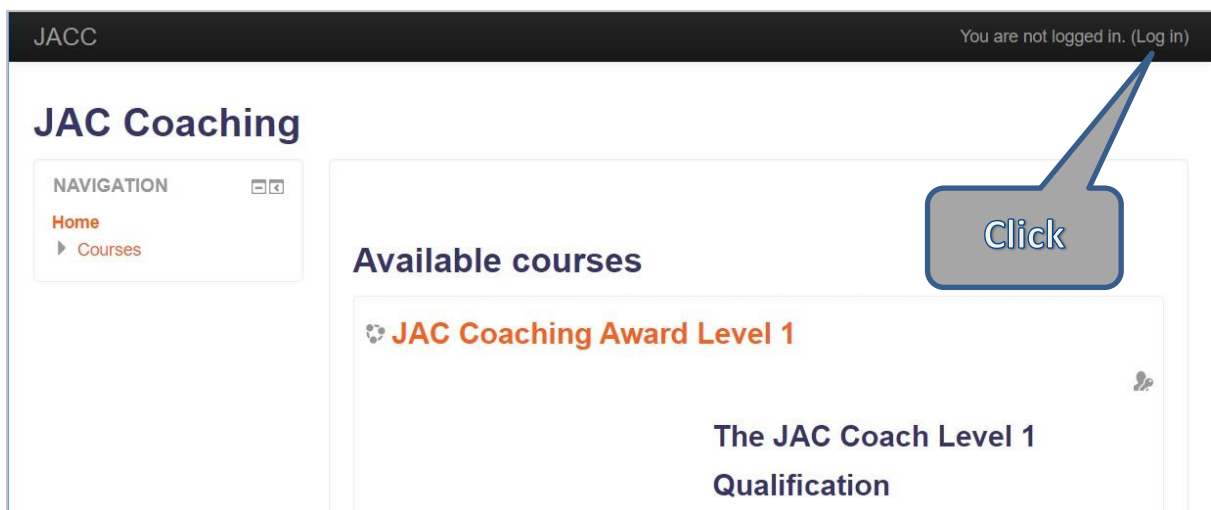 JACC
You are not logged in. (Log in)
JAC Coaching
NAVIGATION
Home
Courses
Click
Available courses
JAC Coaching Award Level 1
The JAC Coach Level 1
Qualification